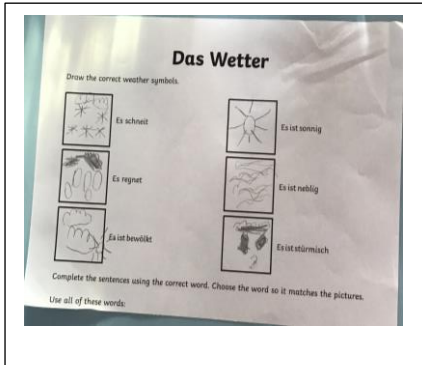 Das Wetter
Draw the correct weather symbols.
Es schneit
Es ist sonnig
Es regnet
Es ist neblig
Es ist bewölkt
Es ist stürmisch
Complete the sentences using the correct word. Choose the word so it matches the pictures.
Use all of these words: